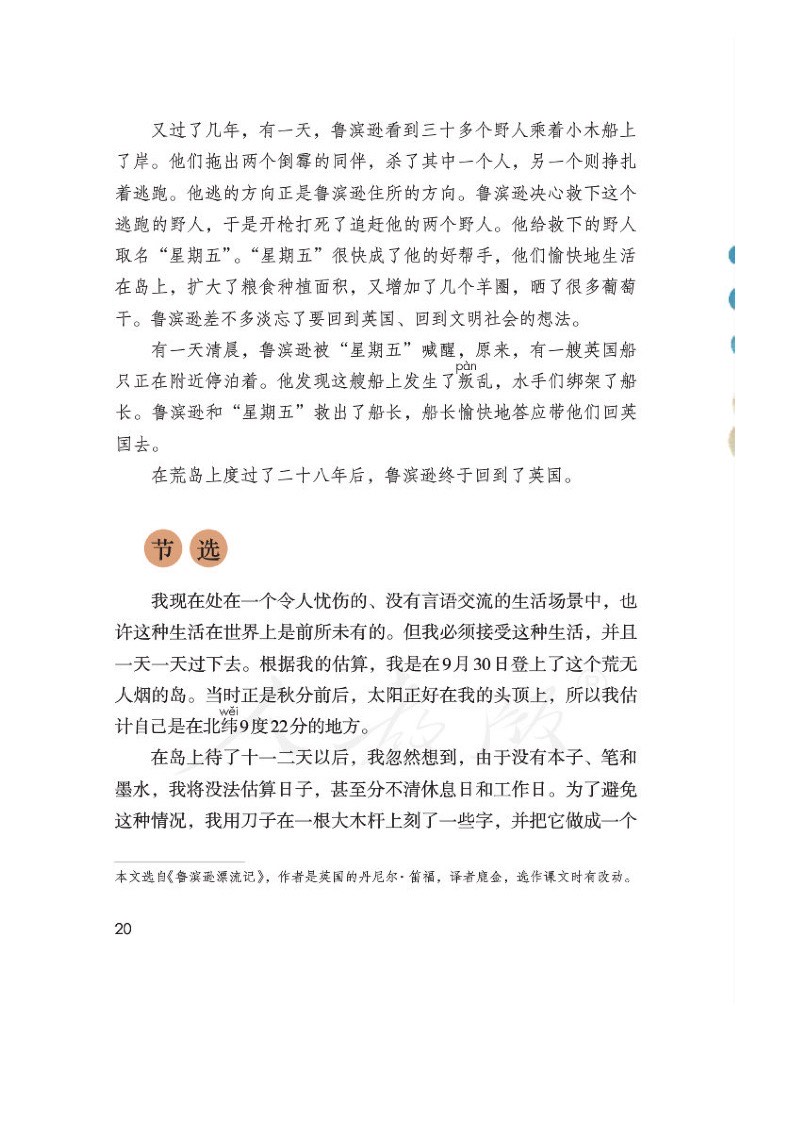 又过了几年，有一天，鲁滨逊看到三十多个野人乘着小木船上
了岸。他们拖出两个倒霉的同伴，杀了其中一个人，另一个则挣扎
着逃跑。他逃的方向正是鲁滨逊住所的方向。鲁滨逊决心救下这个
逃跑的野人，于是开枪打死了追赶他的两个野人。他给救下的野人
取名“星期五”。“星期五”很快成了他的好帮手，他们愉快地生活
在岛上，扩大了粮食种植面积，又增加了几个羊圈，晒了很多葡萄
干。鲁滨逊差不多淡忘了要回到英国、回到文明社会的想法。
有一天清晨，鲁滨逊被“星期五”喊醒，原来，有一艘英国船
pàn
只正在附近停泊着。他发现这艘船上发生了叛乱，水手们绑架了船
长。鲁滨逊和“星期五”救出了船长，船长愉快地答应带他们回英
国去。
在荒岛上度过了二十八年后，鲁滨逊终于回到了英国。
节选
我现在处在一个令人忧伤的、没有言语交流的生活场景中，也
许这种生活在世界上是前所未有的。但我必须接受这种生活，并且
一天一天过下去。根据我的估算，我是在9月30日登上了这个荒无
人烟的岛。当时正是秋分前后，太阳正好在我的头顶上，所以我估
wěi
计自己是在北纬9度22分的地方。
在岛上待了十一二天以后，我忽然想到，由于没有本子、笔和
墨水，我将没法估算日子，甚至分不清休息日和工作日。为了避免
这种情况，我用刀子在一根大木杆上刻了一些字，并把它做成一个
本文选自《鲁滨逊漂流记》，作者是英国的丹尼尔·笛福，译者鹿金，选作课文时有改动。
20
人教版